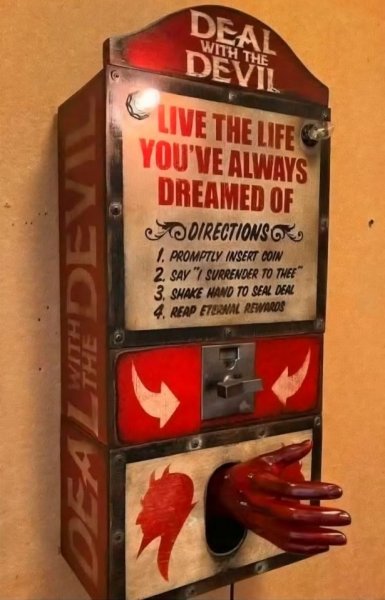 DEAL
WITH THE
DEVIL
LIVE THE LIFE
YOU'VE ALWAYS
DREAMED OF
DIRECTIONS
1. PROMPTLY INSERT COIN
2. SAY "I SURRENDER TO THEE"
3. SHAKE HAND TO SEAL DEAL
4. REAP ETERNAL REWARDS
DEAL
WITH
THE
DEVIL